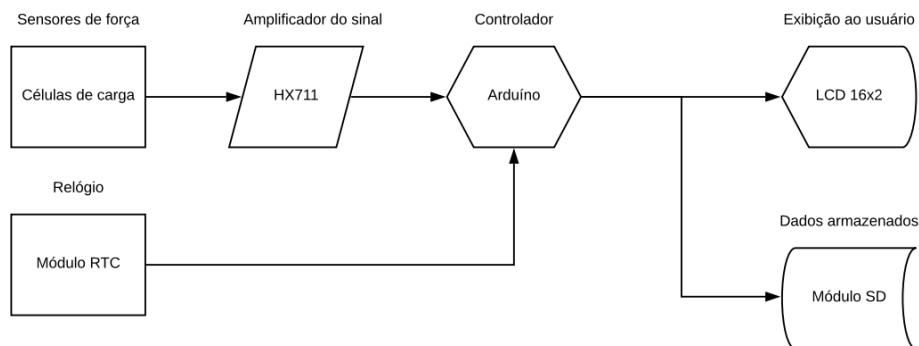 Sensores de força
Amplificador do sinal
Controlador
Exibição ao usuário
Células de carga
HX711
Arduíno
LCD 16x2
Relógio
Dados armazenados
Módulo RTC
Módulo SD